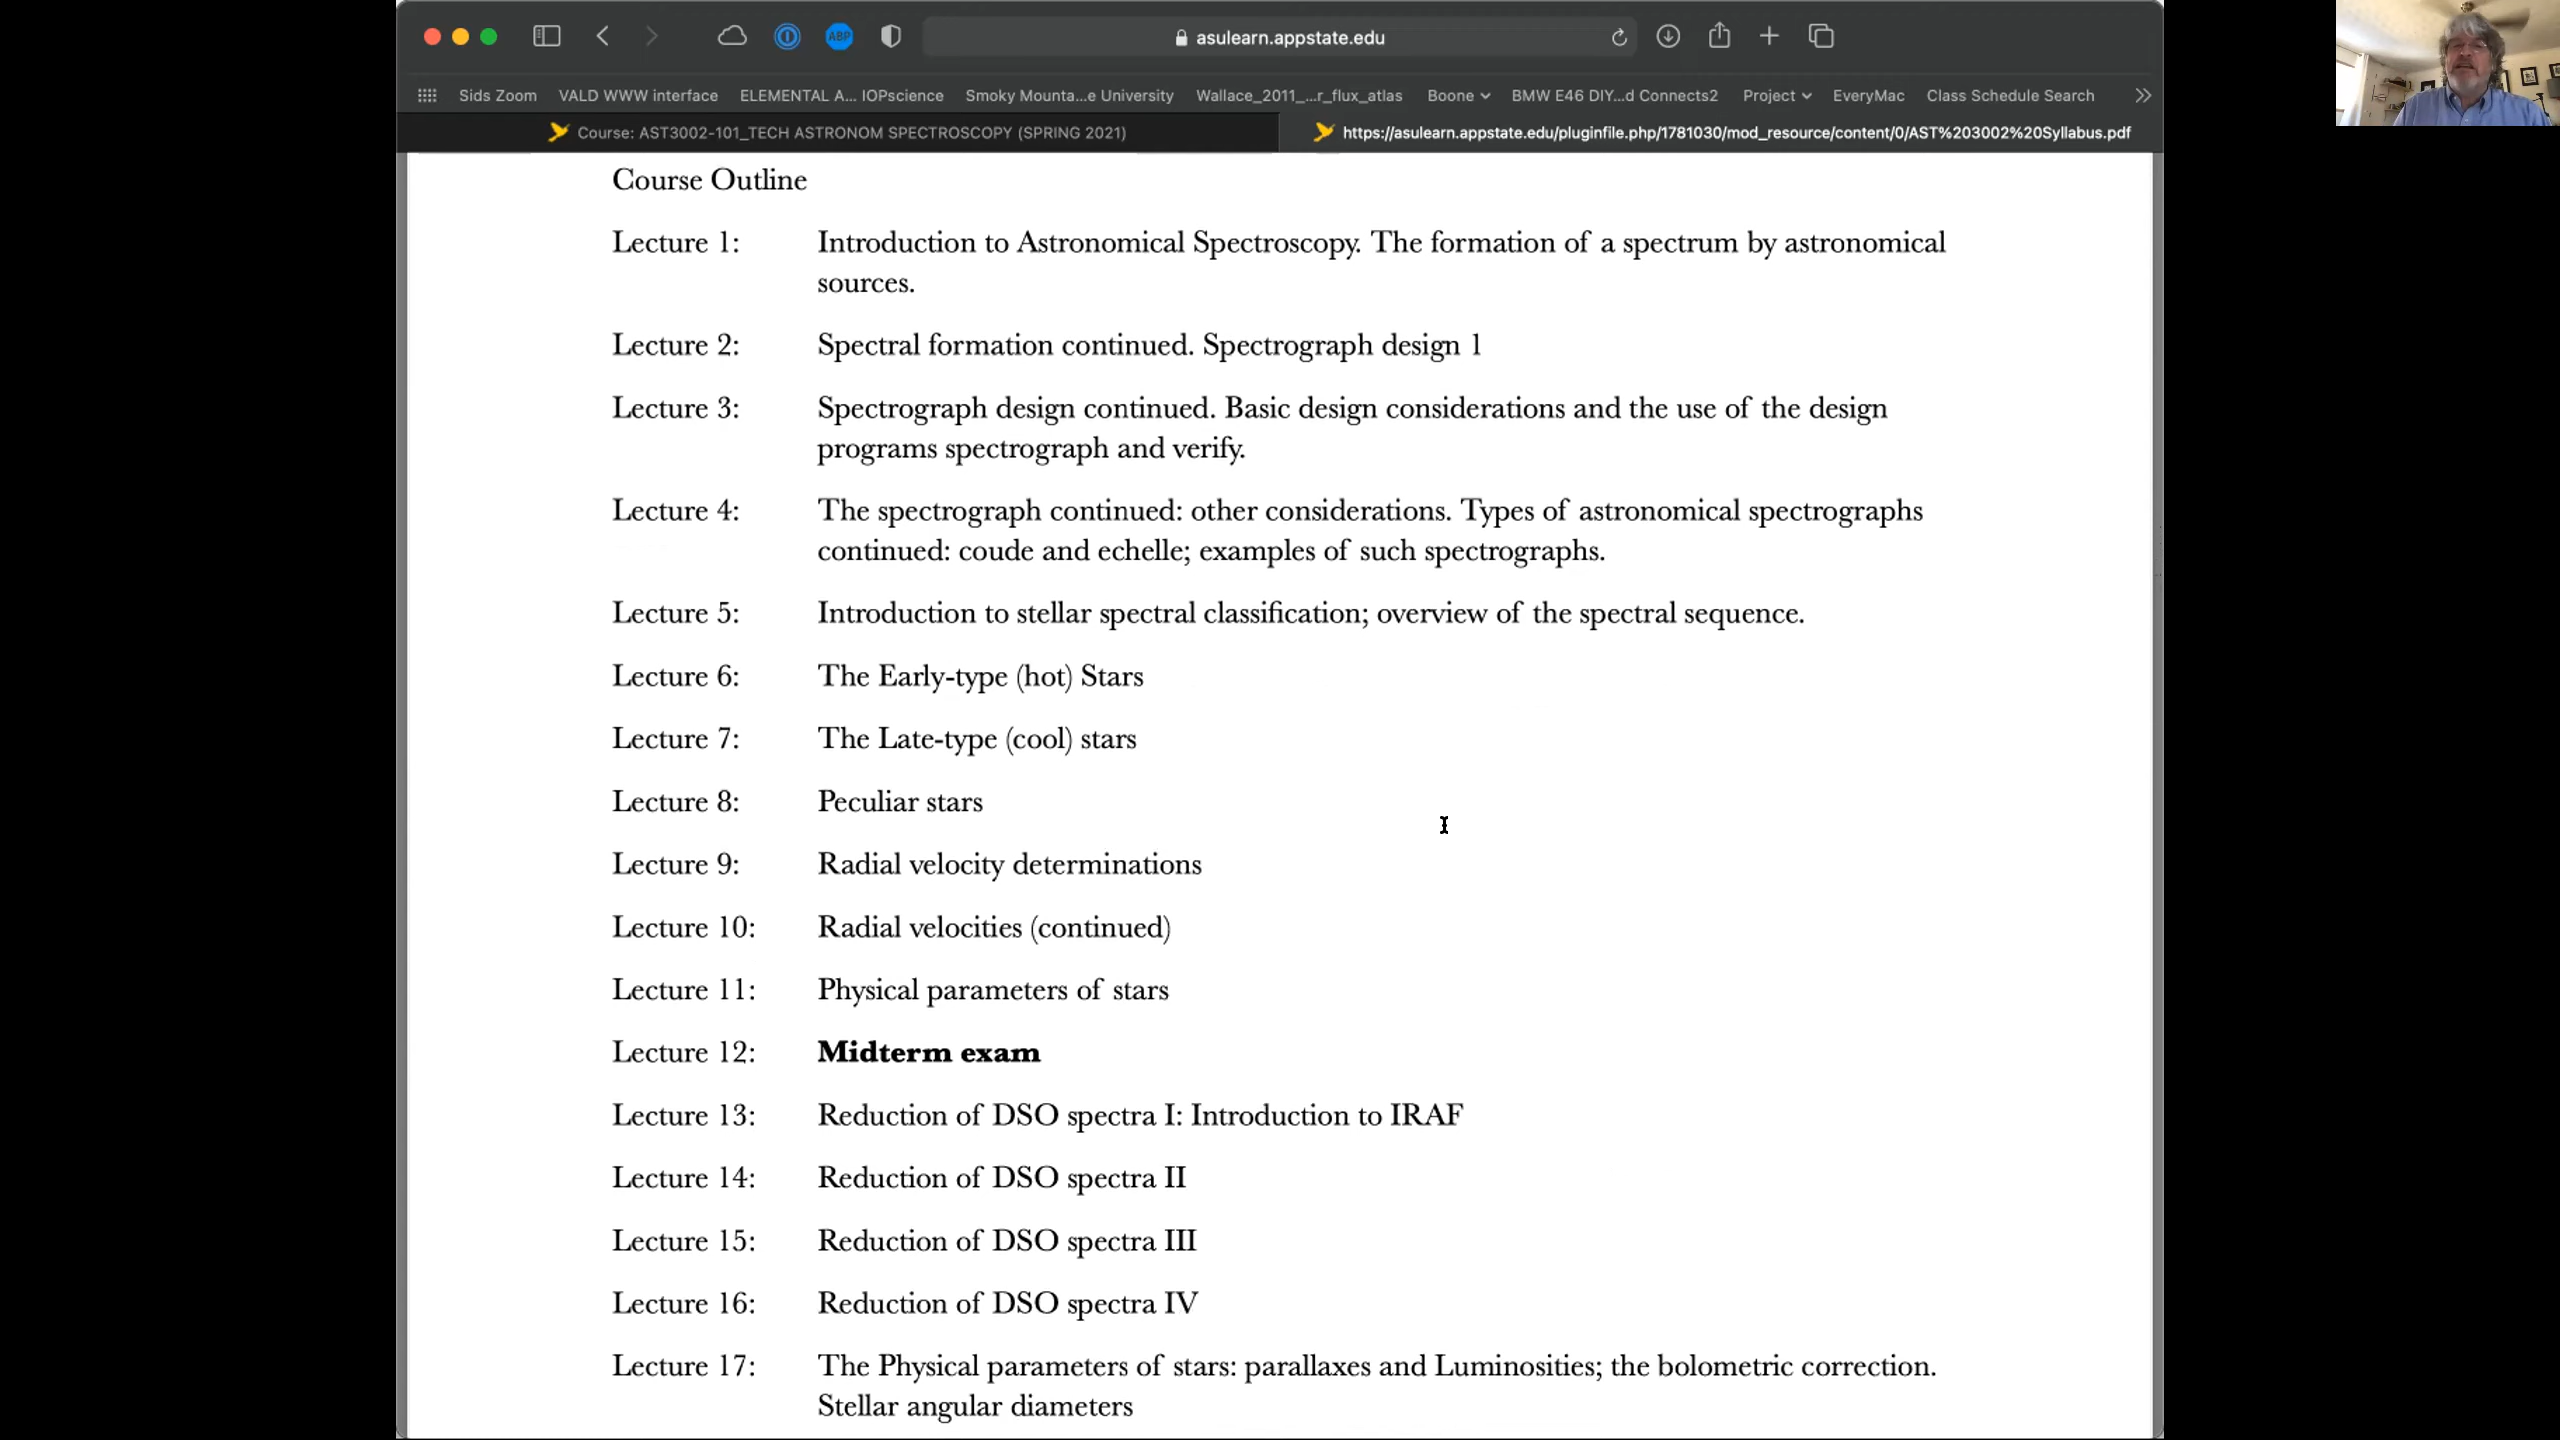 asulearn.appstate.edu
ABP
Sids Zoom VALD WWW interface ELEMENTAL A... IOPscience Smoky Mounta...e University Wallace_2011_...r_flux_atlas Boone BMW E46 DIY...d Connects2 Project EveryMac Class Schedule Search
Course: AST3002-101_TECH ASTRONOM SPECTROSCOPY (SPRING 2021) https://asulearn.appstate.edu/pluginfile.php/1781030/mod_resource/content/0/AST%203002%20Syllabus.pdf
Course Outline
Lecture 1: Introduction to Astronomical Spectroscopy. The formation of a spectrum by astronomical
sources.
Lecture 2: Spectral formation continued. Spectrograph design 1
Lecture 3: Spectrograph design continued. Basic design considerations and the use of the design
programs spectrograph and verify.
Lecture 4: The spectrograph continued: other considerations. Types of astronomical spectrographs
continued: coude and echelle; examples of such spectrographs.
Lecture 5: Introduction to stellar spectral classification; overview of the spectral sequence.
Lecture 6: The Early-type (hot) Stars
Lecture 7: The Late-type (cool) stars
Lecture 8: Peculiar stars
Lecture 9: Radial velocity determinations
Lecture 10: Radial velocities (continued)
Lecture 11: Physical parameters of stars
Lecture 12: Midterm exam
Lecture 13: Reduction of DSO spectra I: Introduction to IRAF
Lecture 14: Reduction of DSO spectra II
Lecture 15: Reduction of DSO spectra III
Lecture 16: Reduction of DSO spectra IV
Lecture 17: The Physical parameters of stars: parallaxes and Luminosities; the bolometric correction.
Stellar angular diameters